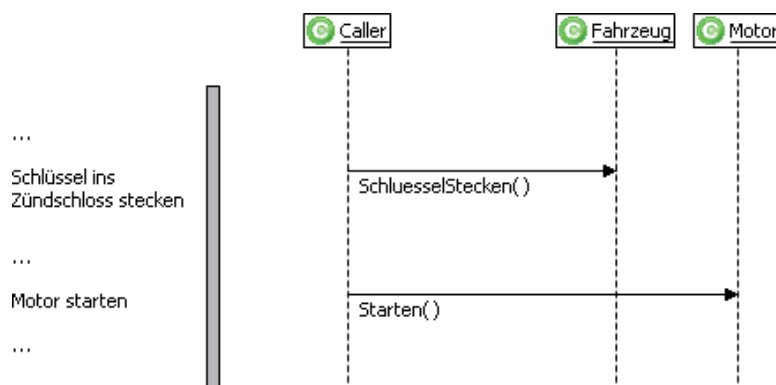 Caller
Fahrzeug
Motor
...
Schlüssel ins
Zündschloss stecken
SchluesselStecken()
...
Motor starten
Starten()
...